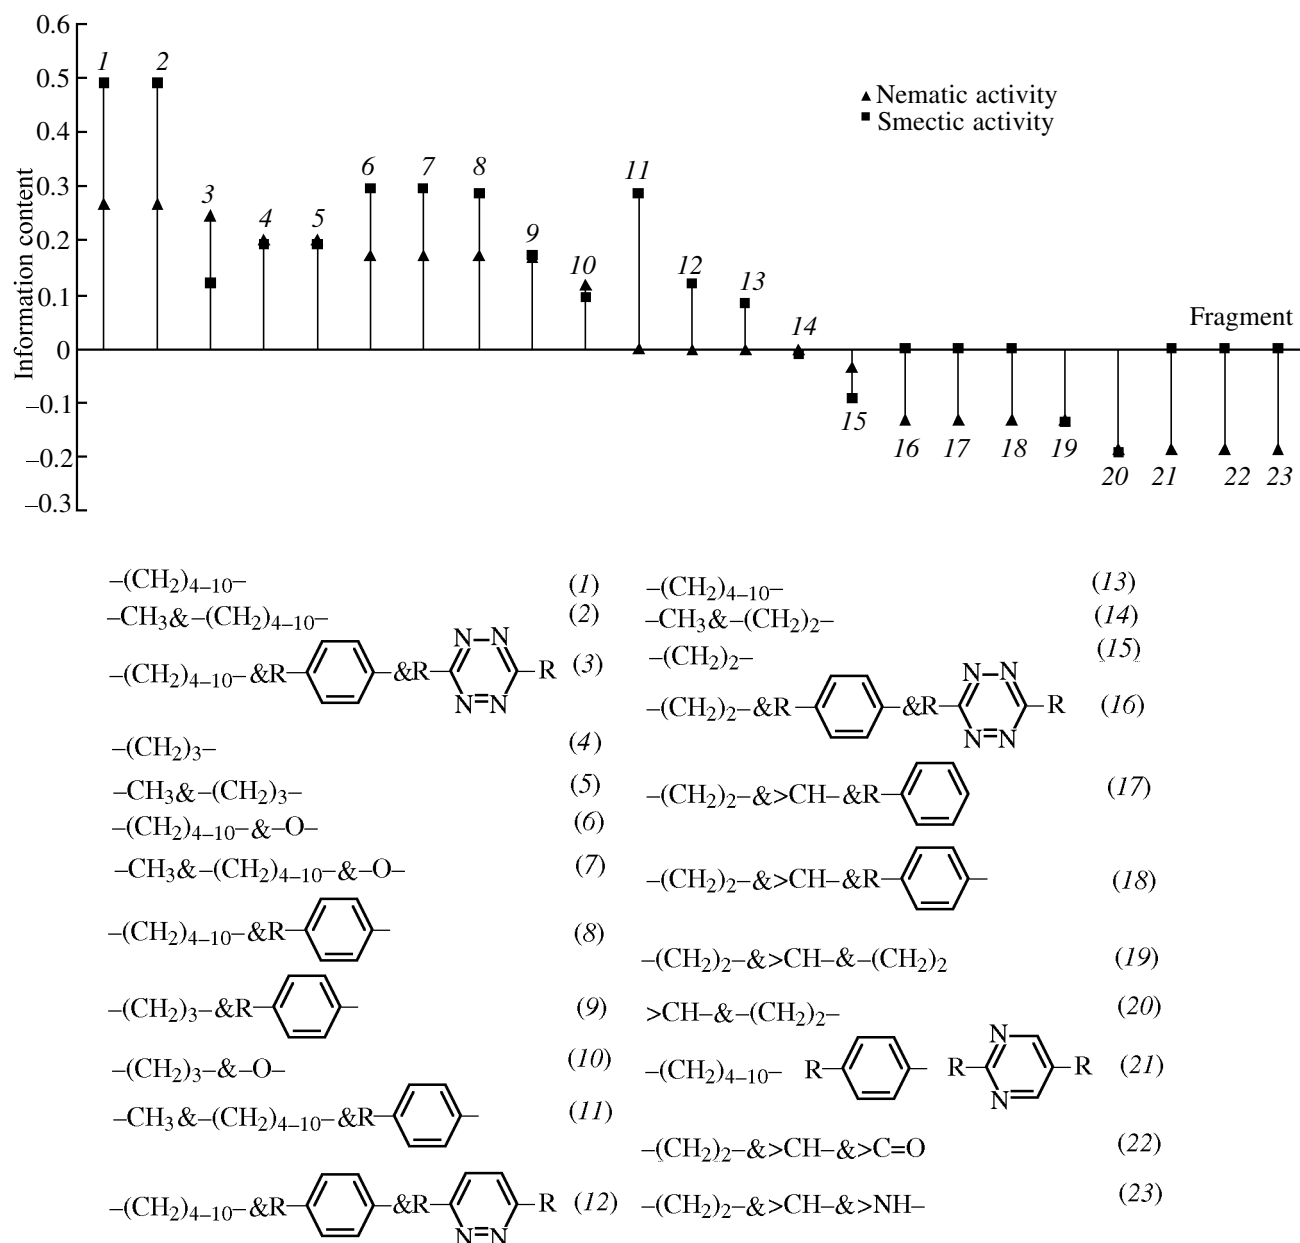 0.6
0.5
0.4
0.3
0.2
0.1
0
–0.1
–0.2
–0.3
Information content
Nematic activity
Smectic activity
Fragment
1
2
3
4
5
6
7
8
9
10
11
12
13
14
15
16
17
18
19
20
21
22
23
–(CH2)4–10– (1)
–CH3&–(CH2)4–10– (2)
–(CH2)4–10–&R– –&R– N N N=N –R (3)
–(CH2)3– (4)
–CH3&–(CH2)3– (5)
–(CH2)4–10–&–O– (6)
–CH3&–(CH2)4–10–&–O– (7)
–(CH2)4–10–&R– – (8)
–(CH2)3–&R– – (9)
–(CH2)3–&–O– (10)
–CH3&–(CH2)4–10–&R– – (11)
–(CH2)4–10–&R– –&R– N=N –R (12)
–(CH2)4–10– (13)
–CH3&–(CH2)2– (14)
–(CH2)2– (15)
–(CH2)2–&R– –&R– N N N=N –R (16)
–(CH2)2–&>CH–&R– (17)
–(CH2)2–&>CH–&R– – (18)
–(CH2)2–&>CH–&–(CH2)2 (19)
>CH–&–(CH2)2– (20)
–(CH2)4–10– R– – R– N N –R (21)
–(CH2)2–&>CH–&>C=O (22)
–(CH2)2–&>CH–&>NH– (23)